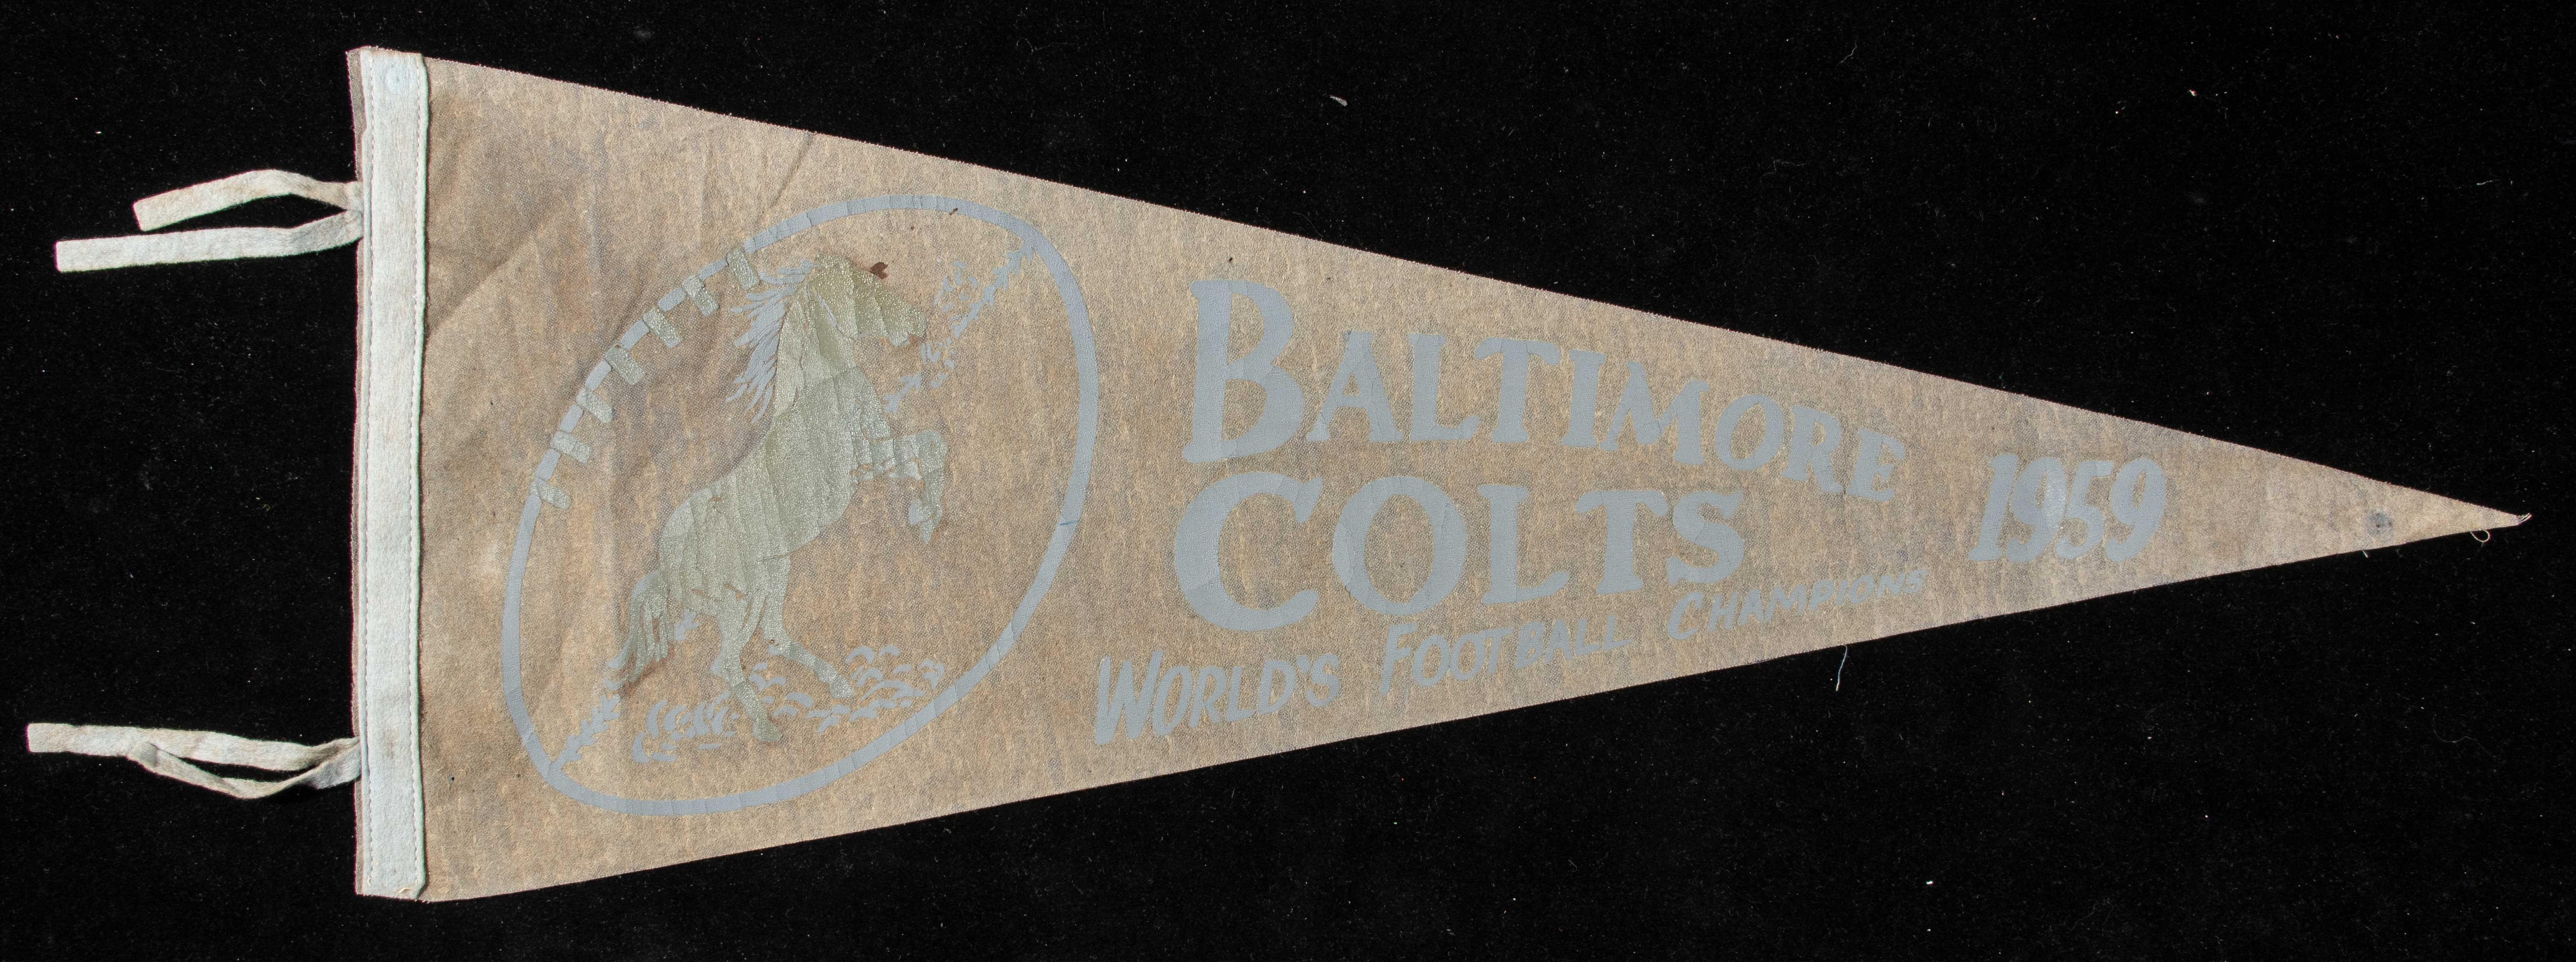 BALTIMORE
COLTS
WORLD'S FOOTBALL CHAMPIONS
1959